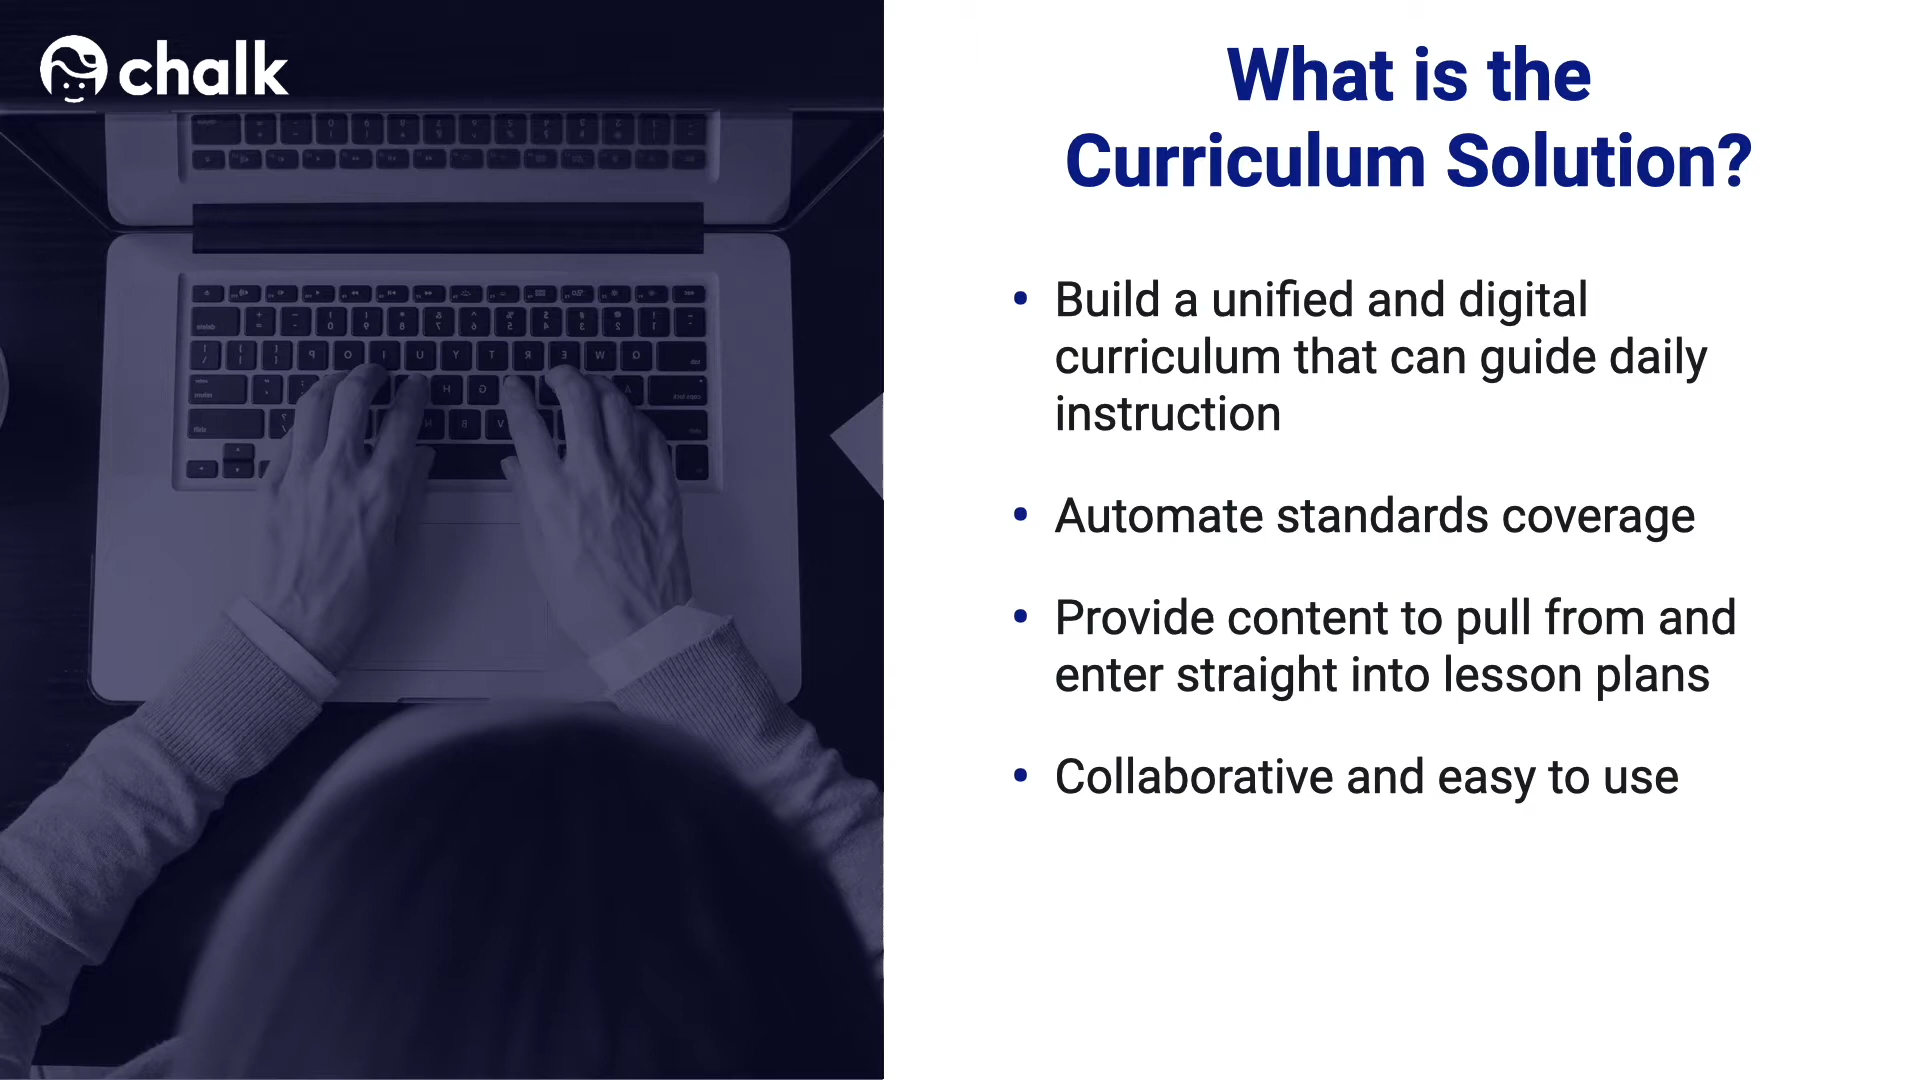 chalk
What is the
Curriculum Solution?
• Build a unified and digital
curriculum that can guide daily
instruction
• Automate standards coverage
• Provide content to pull from and
enter straight into lesson plans
• Collaborative and easy to use